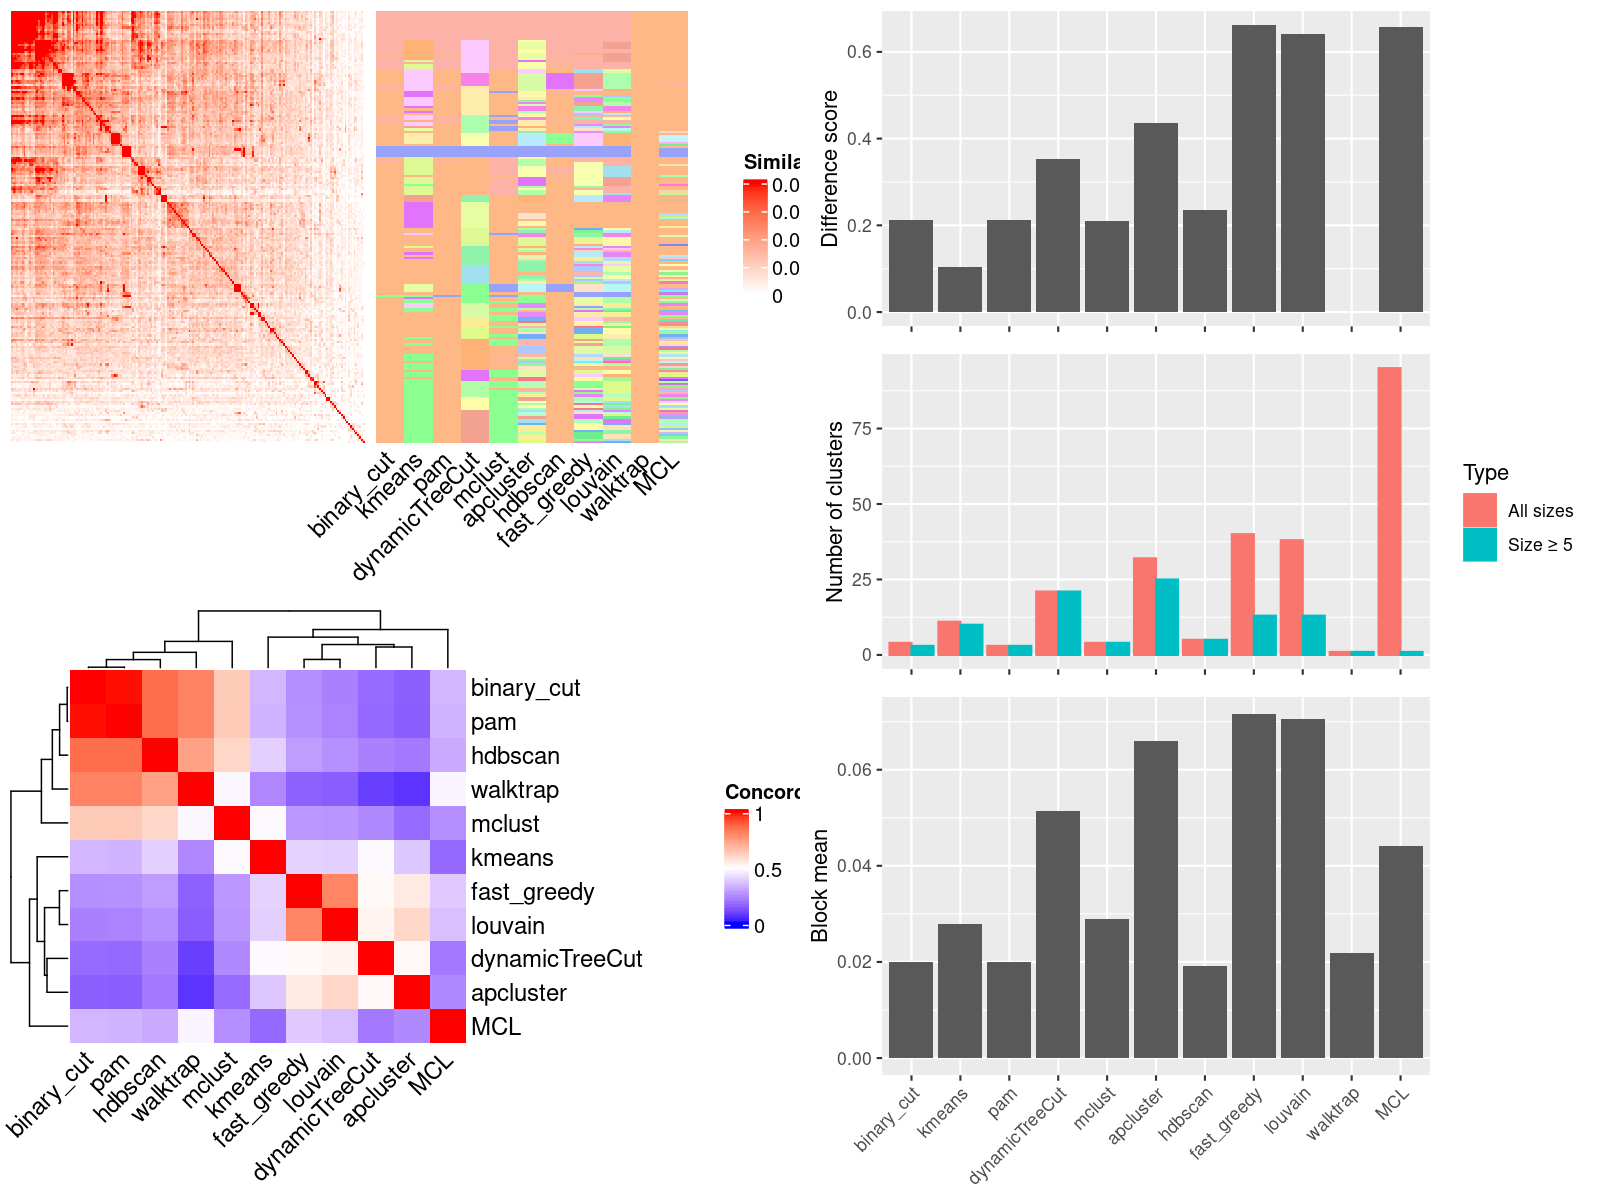 Simila
0.0
0.0
0.0
0.0
0
binary_cut
kmeans
pam
dynamicTreeCut
mclust
apcluster
hdbscan
fast_greedy
louvain
walktrap
MCL
binary_cut
pam
hdbscan
walktrap
mclust
kmeans
fast_greedy
louvain
dynamicTreeCut
apcluster
MCL
binary_cut
pam
hdbscan
walktrap
mclust
kmeans
fast_greedy
louvain
dynamicTreeCut
apcluster
MCL
Concord
1
0.5
0
Difference score
0.6
0.4
0.2
0.0
Number of clusters
75
50
25
0
Type
All sizes
Size ≥ 5
Block mean
0.06
0.04
0.02
0.00
binary_cut
kmeans
pam
dynamicTreeCut
mclust
apcluster
hdbscan
fast_greedy
louvain
walktrap
MCL